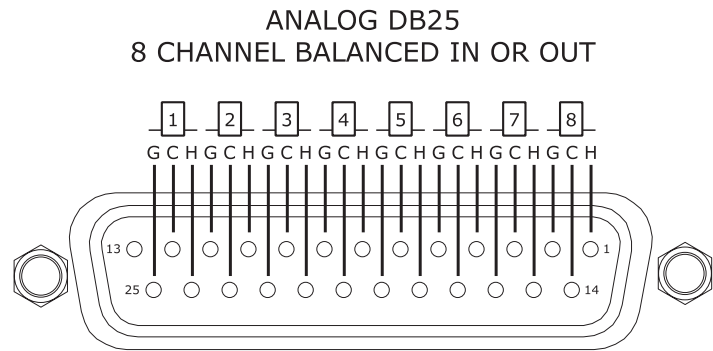 ANALOG DB25
8 CHANNEL BALANCED IN OR OUT
1 2 3 4 5 6 7 8
G C H G C H G C H G C H G C H G C H G C H G C H
13 1
25 14